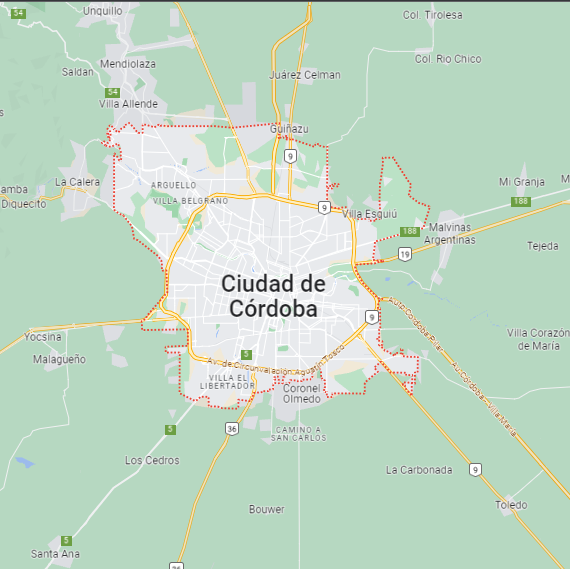 54
Unquillo
Col. Tirolesa
Mendiolaza
Saldan
Col. Rio Chico
Juárez Celman
54
Villa Allende
Guiñazu
9
La Calera
ARGUELLO
Mi Granja
M
amba
Diquecito
VILLA BELGRANO
188
9
Villa Esguiú
188
Malvinas
Argentinas
19
Tejeda
Ciudad de
Córdoba
Auto Córdoba Pilar
9
Yocsina
Villa Corazón
de María
Malagueño
5
Av. de Circunvalación Agustín Tosco
Au. Córdoba - Villa María
VILLA EL
LIBERTADOR
Coronel
Olmedo
5
36
CAMINO A
SAN CARLOS
Los Cedros
La Carbonada
9
Toledo
Bouwer
5
Santa Ana
36